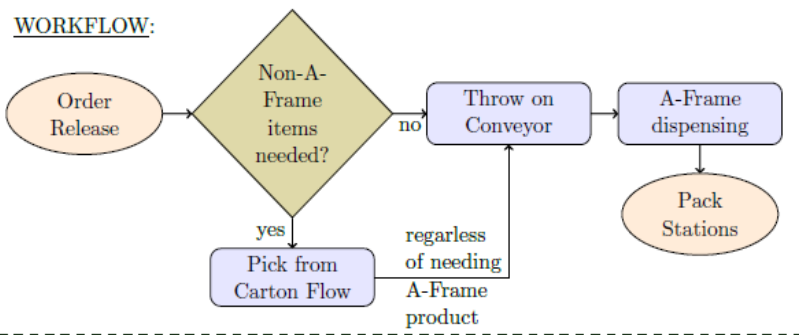 WORKFLOW:
Order
Release
Non-A-
Frame
items
needed?
no
Throw on
Conveyor
A-Frame
dispensing
Pack
Stations
yes
Pick from
Carton Flow
regarless
of needing
A-Frame
product